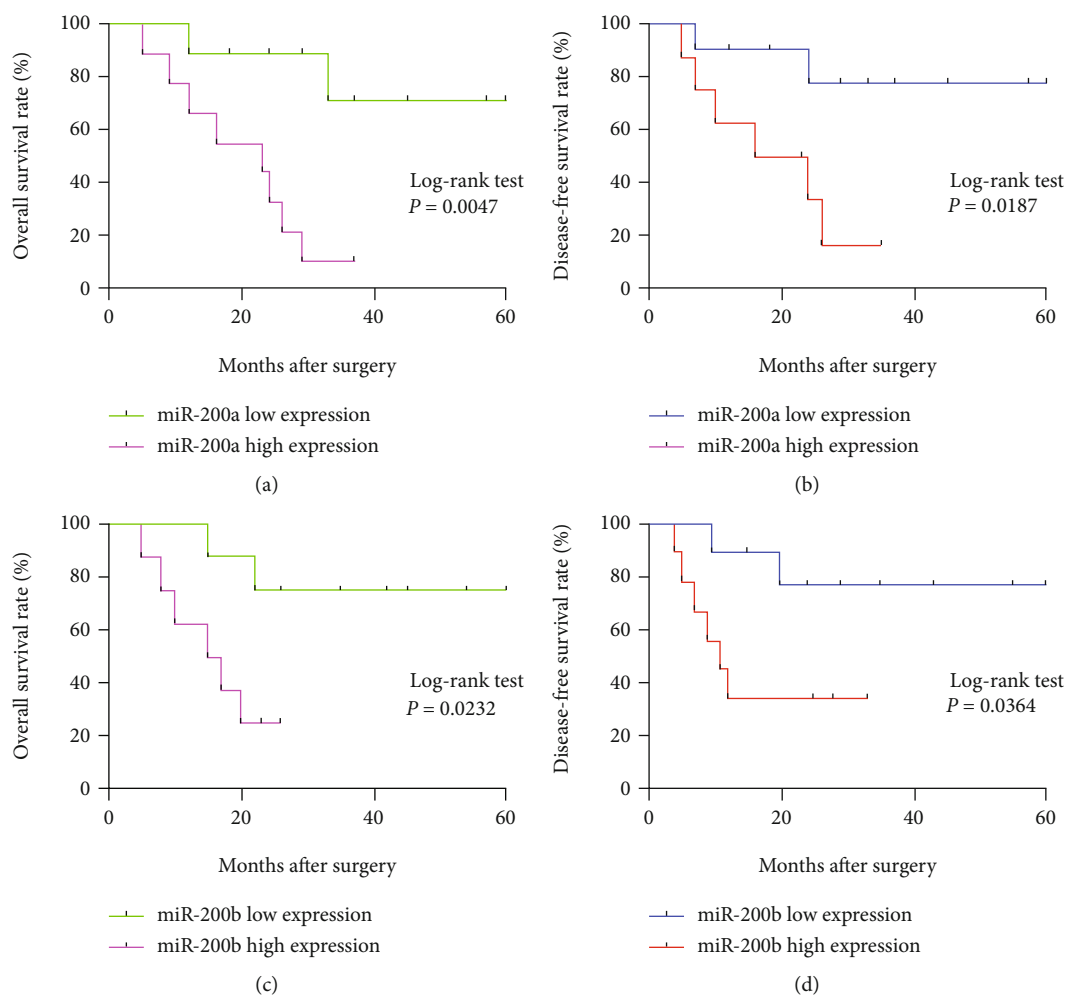 Overall survival rate (%)
100
80
60
40
20
0
0 20 40 60
Log-rank test
P = 0.0047
Months after surgery
miR-200a low expression
miR-200a high expression
(a)
Disease-free survival rate (%)
100
80
60
40
20
0
0 20 40 60
Log-rank test
P = 0.0187
Months after surgery
miR-200a low expression
miR-200a high expression
(b)
Overall survival rate (%)
100
80
60
40
20
0
0 20 40 60
Log-rank test
P = 0.0232
Months after surgery
miR-200b low expression
miR-200b high expression
(c)
Disease-free survival rate (%)
100
80
60
40
20
0
0 20 40 60
Log-rank test
P = 0.0364
Months after surgery
miR-200b low expression
miR-200b high expression
(d)